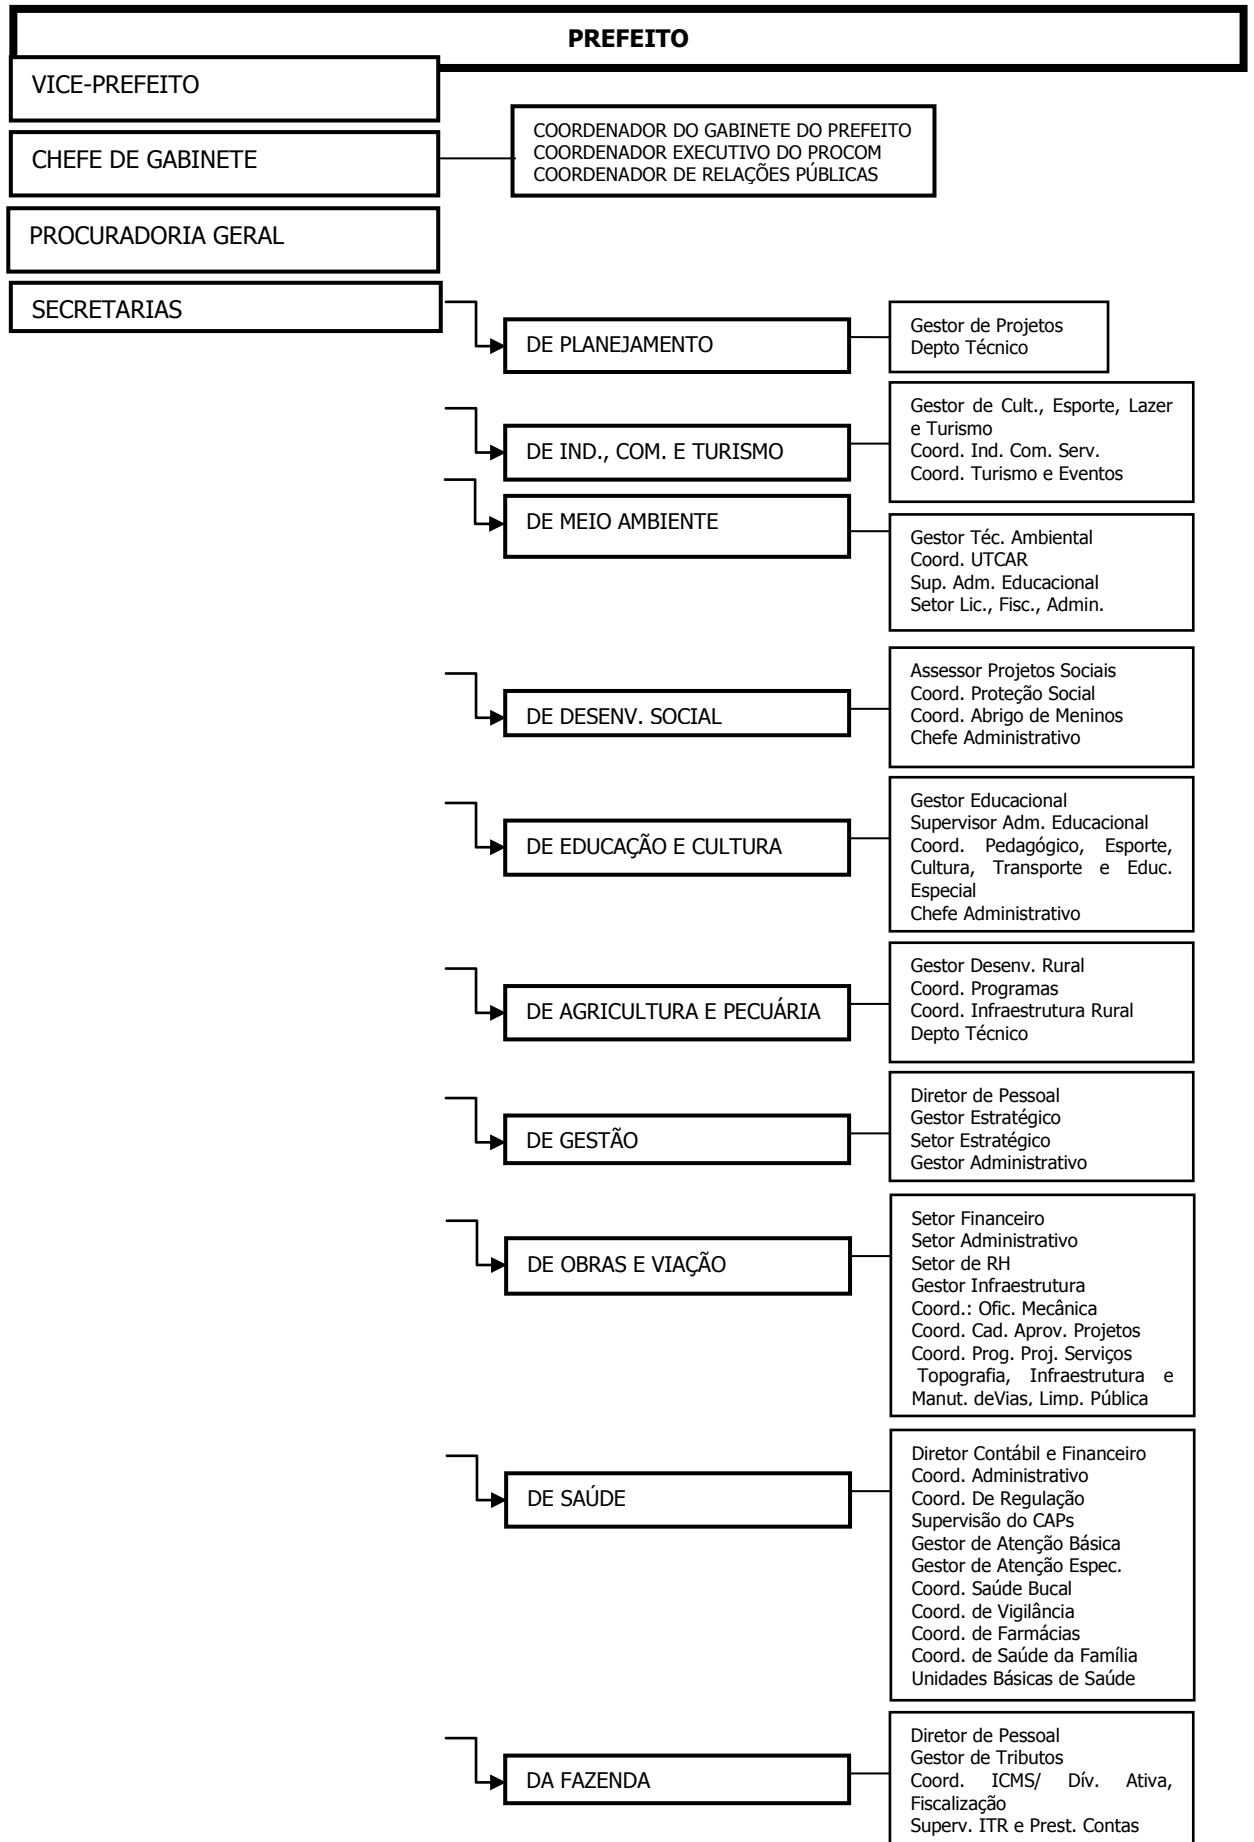 PREFEITO
VICE-PREFEITO
CHEFE DE GABINETE
COORDENADOR DO GABINETE DO PREFEITO
COORDENADOR EXECUTIVO DO PROCOM
COORDENADOR DE RELAÇÕES PÚBLICAS
PROCURADORIA GERAL
SECRETARIAS
DE PLANEJAMENTO
Gestor de Projetos
Depto Técnico
DE IND., COM. E TURISMO
Gestor de Cult., Esporte, Lazer
e Turismo
Coord. Ind. Com. Serv.
Coord. Turismo e Eventos
DE MEIO AMBIENTE
Gestor Téc. Ambiental
Coord. UTCAR
Sup. Adm. Educacional
Setor Lic., Fisc., Admin.
DE DESENV. SOCIAL
Assessor Projetos Sociais
Coord. Proteção Social
Coord. Abrigo de Meninos
Chefe Administrativo
DE EDUCAÇÃO E CULTURA
Gestor Educacional
Supervisor Adm. Educacional
Coord. Pedagógico, Esporte,
Cultura, Transporte e Educ.
Especial
Chefe Administrativo
DE AGRICULTURA E PECUÁRIA
Gestor Desenv. Rural
Coord. Programas
Coord. Infraestrutura Rural
Depto Técnico
DE GESTÃO
Diretor de Pessoal
Gestor Estratégico
Setor Estratégico
Gestor Administrativo
DE OBRAS E VIAÇÃO
Setor Financeiro
Setor Administrativo
Setor de RH
Gestor Infraestrutura
Coord.: Ofic. Mecânica
Coord. Cad. Aprov. Projetos
Coord. Prog. Proj. Serviços
Topografia, Infraestrutura e
Manut. deVias, Limp. Pública
DE SAÚDE
Diretor Contábil e Financeiro
Coord. Administrativo
Coord. De Regulação
Supervisão do CAPs
Gestor de Atenção Básica
Gestor de Atenção Espec.
Coord. Saúde Bucal
Coord. de Vigilância
Coord. de Farmácias
Coord. de Saúde da Família
Unidades Básicas de Saúde
DA FAZENDA
Diretor de Pessoal
Gestor de Tributos
Coord. ICMS/ Dív. Ativa,
Fiscalização
Superv. ITR e Prest. Contas